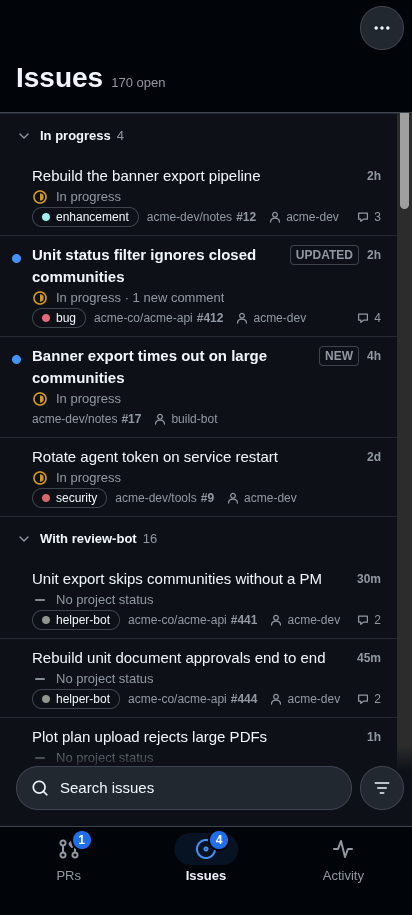 Issues 170 open
In progress 4
Rebuild the banner export pipeline 2h
In progress
enhancement acme-dev/notes #12 acme-dev 3
Unit status filter ignores closed UPDATED 2h
communities
In progress · 1 new comment
bug acme-co/acme-api #412 acme-dev 4
Banner export times out on large NEW 4h
communities
In progress
acme-dev/notes #17 build-bot
Rotate agent token on service restart 2d
In progress
security acme-dev/tools #9 acme-dev
With review-bot 16
Unit export skips communities without a PM 30m
No project status
helper-bot acme-co/acme-api #441 acme-dev 2
Rebuild unit document approvals end to end 45m
No project status
helper-bot acme-co/acme-api #444 acme-dev 2
Plot plan upload rejects large PDFs 1h
No project status
Search issues
1 4
PRs Issues Activity